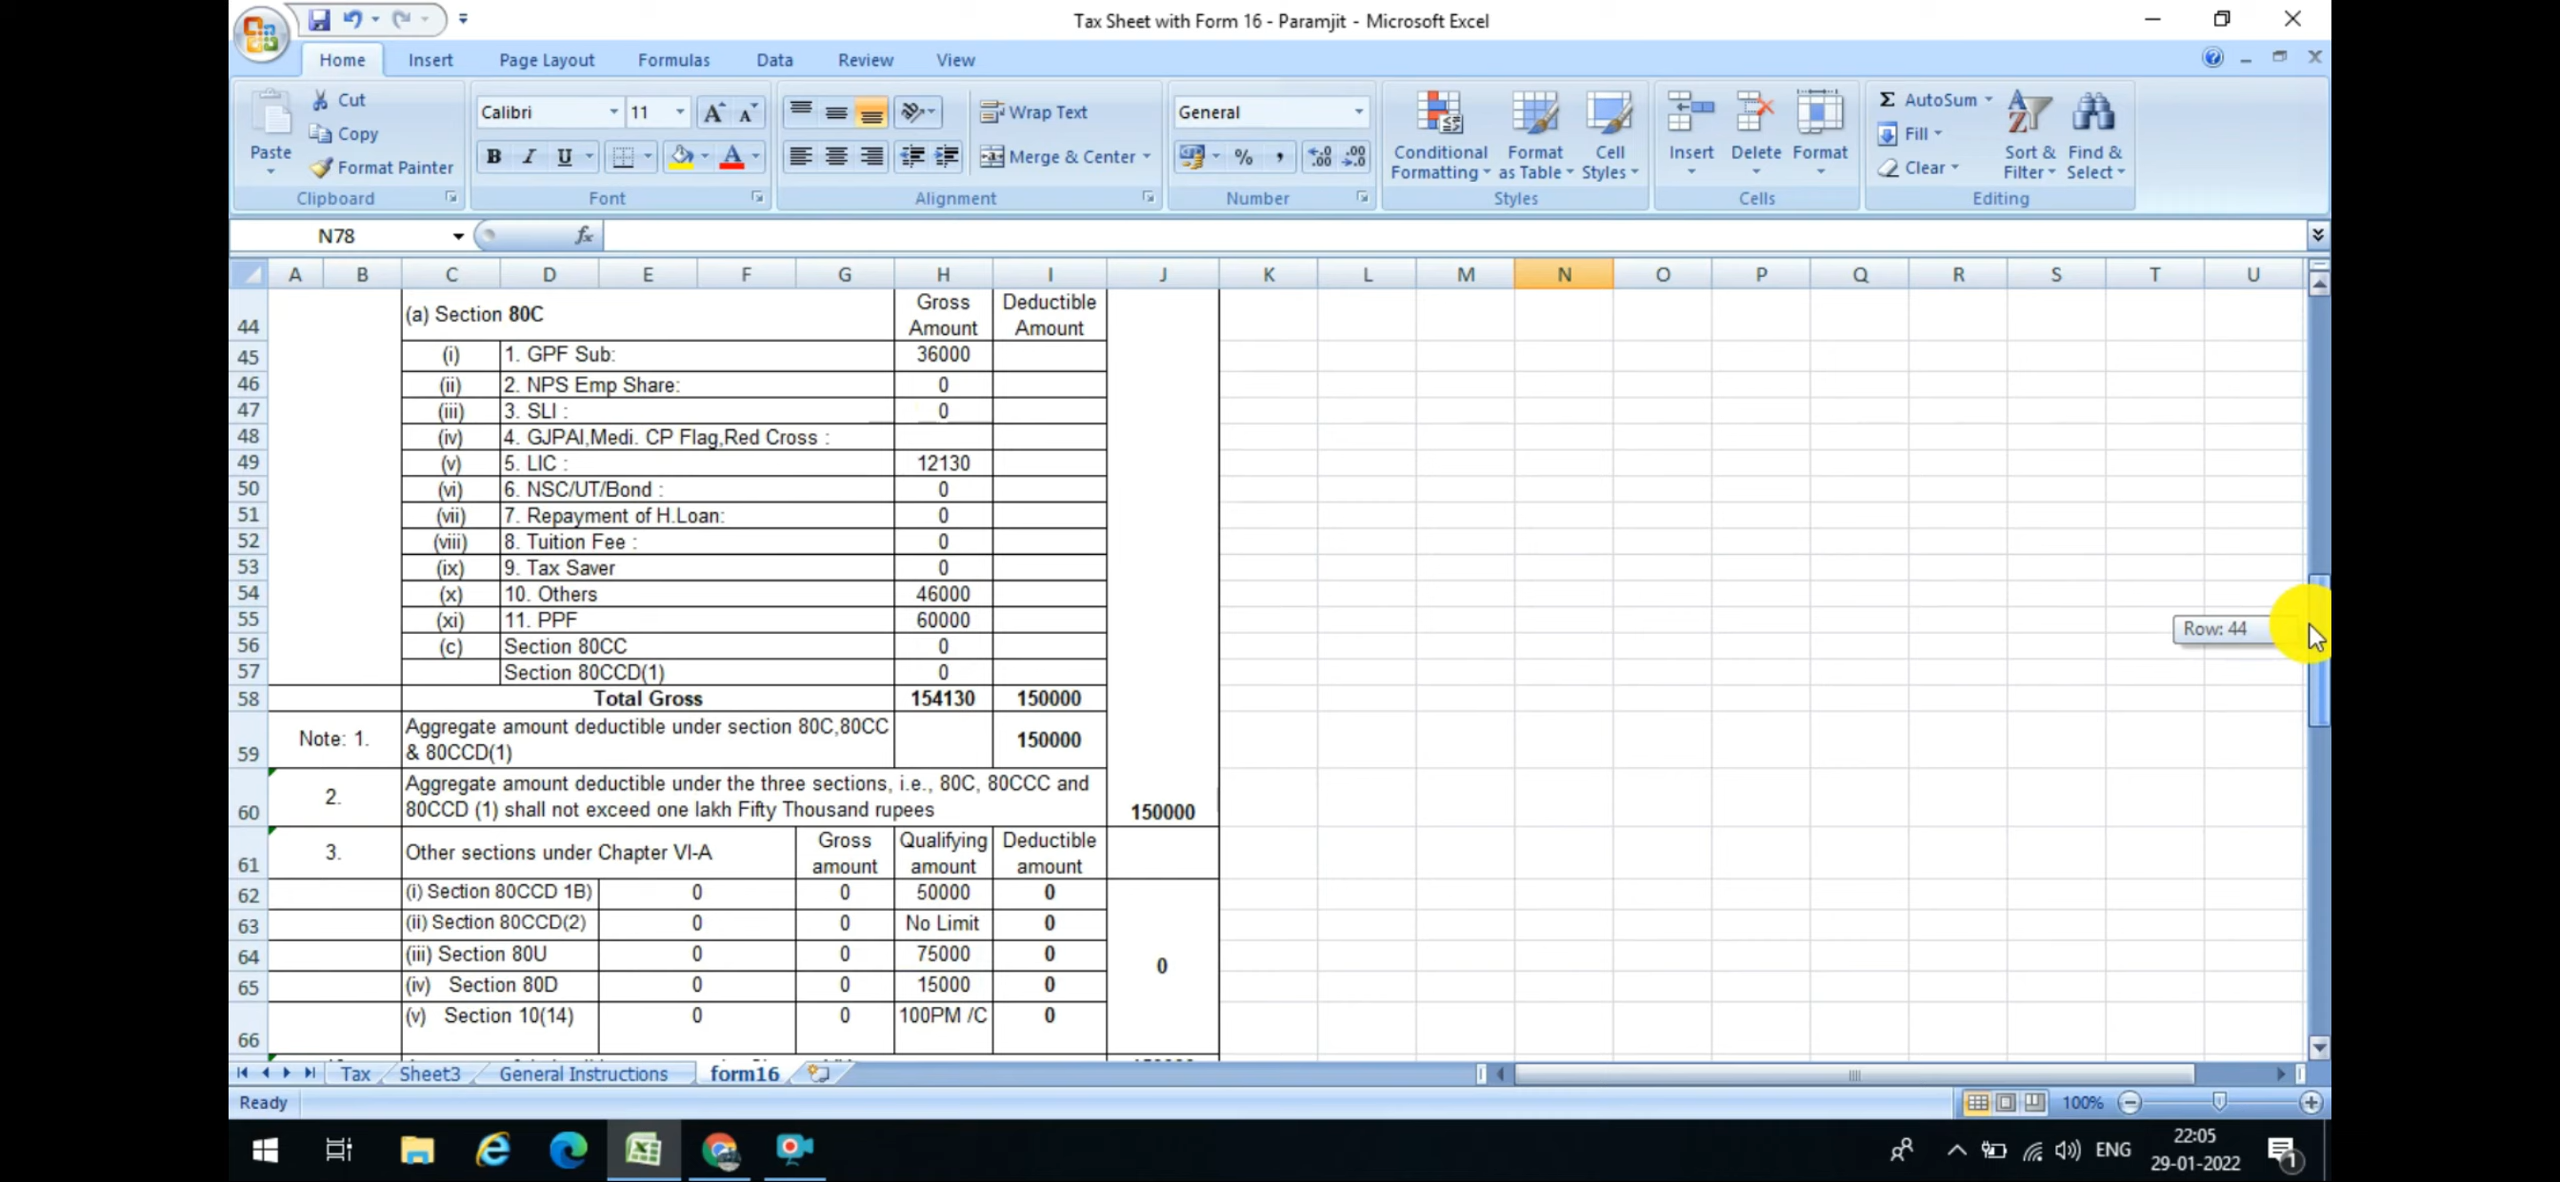 Tax Sheet with Form 16 - Paramjit - Microsoft Excel
Home Insert Page Layout Formulas Data Review View
Paste
Cut
Copy
Format Painter
Clipboard
Calibri 11
B I U
Font
Wrap Text
Merge & Center
Alignment
General
Number
Conditional Formatting
Format as Table
Cell Styles
Styles
Insert Delete Format
Cells
Σ AutoSum
Fill
Clear
Sort & Filter
Find & Select
Editing
N78 fx
A B C D E F G H I J K L M N O P Q R S T U
44 (a) Section 80C Gross Amount Deductible Amount
45 (i) 1. GPF Sub: 36000
46 (ii) 2. NPS Emp Share: 0
47 (iii) 3. SLI : 0
48 (iv) 4. GJPAI,Medi. CP Flag,Red Cross :
49 (v) 5. LIC : 12130
50 (vi) 6. NSC/UT/Bond : 0
51 (vii) 7. Repayment of H.Loan: 0
52 (viii) 8. Tuition Fee : 0
53 (ix) 9. Tax Saver 0
54 (x) 10. Others 46000
55 (xi) 11. PPF 60000
56 (c) Section 80CC 0
57 Section 80CCD(1) 0
58 Total Gross 154130 150000
Note: 1. Aggregate amount deductible under section 80C,80CC
59 & 80CCD(1) 150000
2. Aggregate amount deductible under the three sections, i.e., 80C, 80CCC and
60 80CCD (1) shall not exceed one lakh Fifty Thousand rupees 150000
61 3. Other sections under Chapter VI-A Gross amount Qualifying amount Deductible amount
62 (i) Section 80CCD 1B) 0 0 50000 0
63 (ii) Section 80CCD(2) 0 0 No Limit 0
64 (iii) Section 80U 0 0 75000 0
0
65 (iv) Section 80D 0 0 15000 0
66 (v) Section 10(14) 0 0 100PM /C 0
Row: 44
Tax Sheet3 General Instructions form16
Ready 100%
ENG
22:05
29-01-2022
1